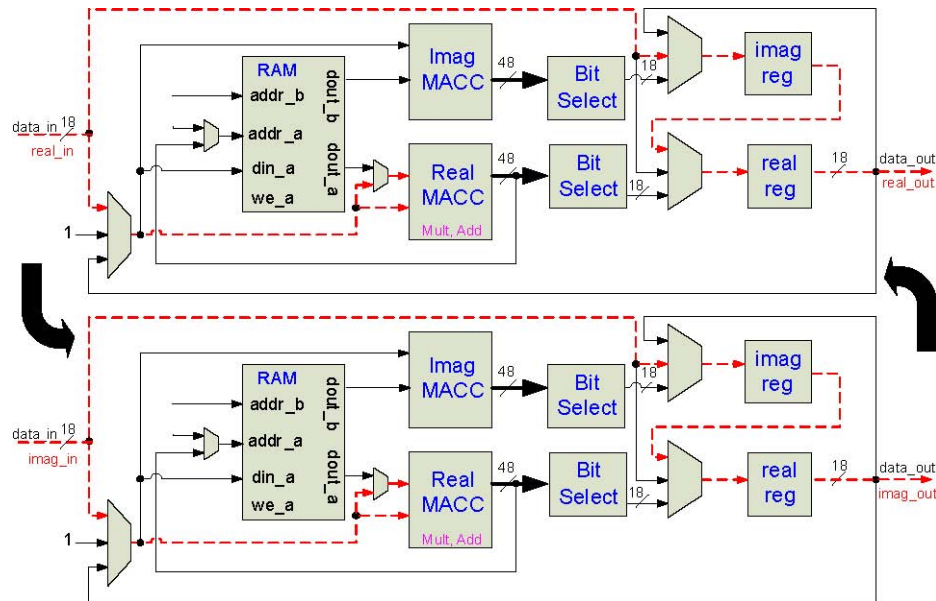 RAM
dout_b
addr_b
addr_a
dout_a
din_a
we_a
data_in 18
real_in
1
Imag
MACC
48
Bit
Select
18
imag
reg
Real
MACC
Mult, Add
48
Bit
Select
18
real
reg
18
data_out
real_out
RAM
dout_b
addr_b
addr_a
dout_a
din_a
we_a
data_in 18
imag_in
1
Imag
MACC
48
Bit
Select
18
imag
reg
Real
MACC
Mult, Add
48
Bit
Select
18
real
reg
18
data_out
imag_out